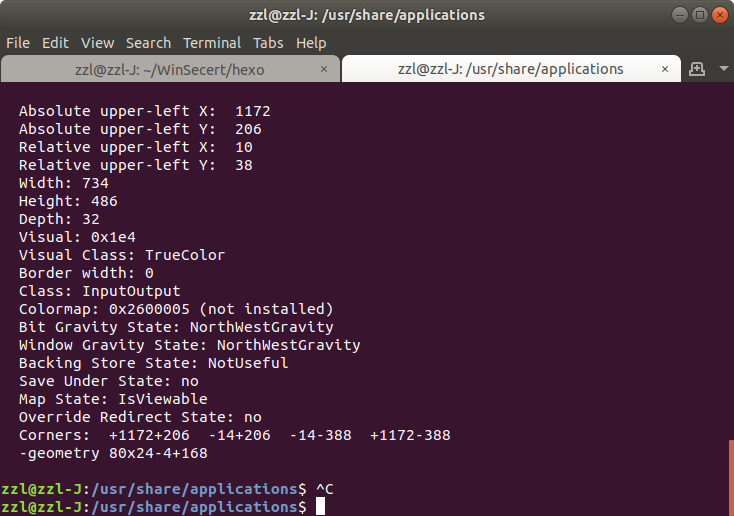 zzl@zzl-J: /usr/share/applications
File Edit View Search Terminal Tabs Help
zzl@zzl-J: ~/WinSecert/hexo × zzl@zzl-J: /usr/share/applications ×
Absolute upper-left X:  1172
Absolute upper-left Y:  206
Relative upper-left X:  10
Relative upper-left Y:  38
Width: 734
Height: 486
Depth: 32
Visual: 0x1e4
Visual Class: TrueColor
Border width: 0
Class: InputOutput
Colormap: 0x2600005 (not installed)
Bit Gravity State: NorthWestGravity
Window Gravity State: NorthWestGravity
Backing Store State: NotUseful
Save Under State: no
Map State: IsViewable
Override Redirect State: no
Corners:  +1172+206  -14+206  -14-388  +1172-388
-geometry 80x24-4+168
zzl@zzl-J:/usr/share/applications$ ^C
zzl@zzl-J:/usr/share/applications$